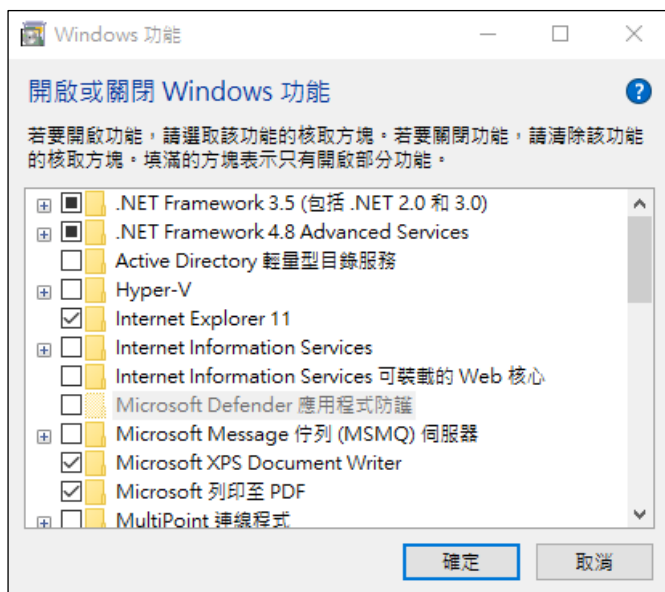 Windows 功能
開啟或關閉 Windows 功能
若要開啟功能，請選取該功能的核取方塊。若要關閉功能，請清除該功能
的核取方塊。填滿的方塊表示只有開啟部分功能。
.NET Framework 3.5 (包括 .NET 2.0 和 3.0)
.NET Framework 4.8 Advanced Services
Active Directory 輕量型目錄服務
Hyper-V
Internet Explorer 11
Internet Information Services
Internet Information Services 可裝載的 Web 核心
Microsoft Defender 應用程式防護
Microsoft Message 佇列 (MSMQ) 伺服器
Microsoft XPS Document Writer
Microsoft 列印至 PDF
MultiPoint 連線程式
確定
取消